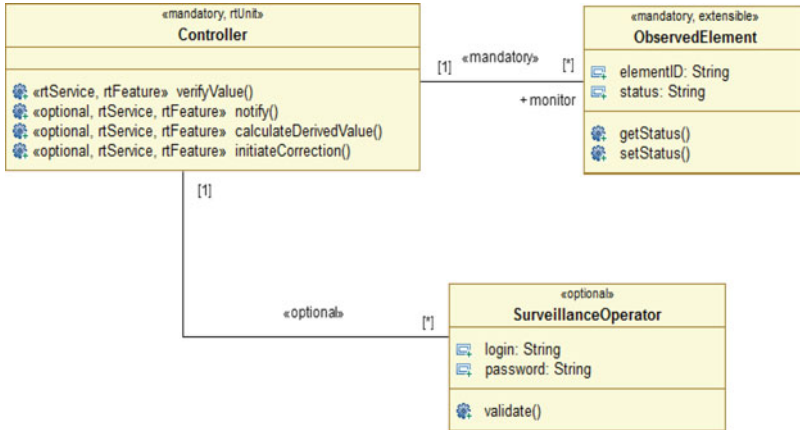 «mandatory, rtUnit»
Controller
«rtService, rtFeature» verifyValue()
«optional, rtService, rtFeature» notify()
«optional, rtService, rtFeature» calculateDerivedValue()
«optional, rtService, rtFeature» initiateCorrection()
[1]
«mandatory»
[*]
+ monitor
«mandatory, extensible»
ObservedElement
elementID: String
status: String
getStatus()
setStatus()
[1]
«optional»
[*]
«optional»
SurveillanceOperator
login: String
password: String
validate()